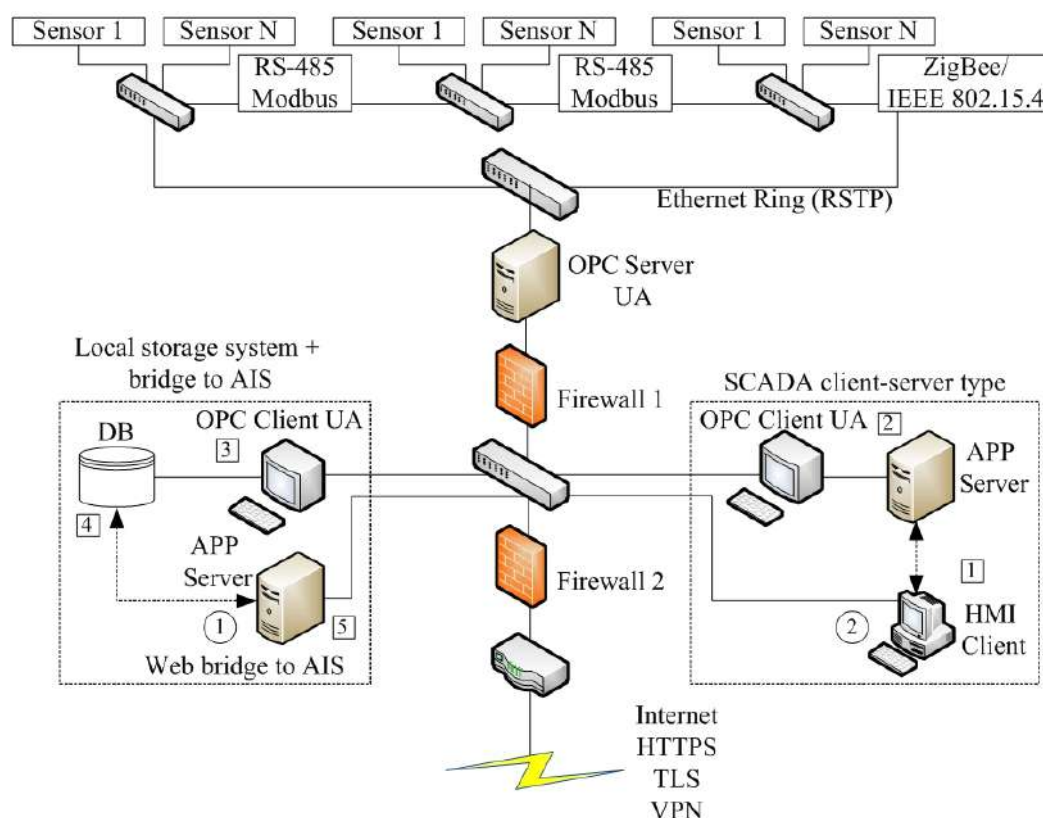 Sensor 1
Sensor N
Sensor 1
Sensor N
Sensor 1
Sensor N
RS-485
Modbus
RS-485
Modbus
ZigBee/
IEEE 802.15.4
Ethernet Ring (RSTP)
OPC Server
UA
Local storage system +
bridge to AIS
Firewall 1
SCADA client-server type
DB
OPC Client UA
3
4
APP
Server
1
5
Web bridge to AIS
OPC Client UA
2
APP
Server
1
2
HMI
Client
Firewall 2
Internet
HTTPS
TLS
VPN